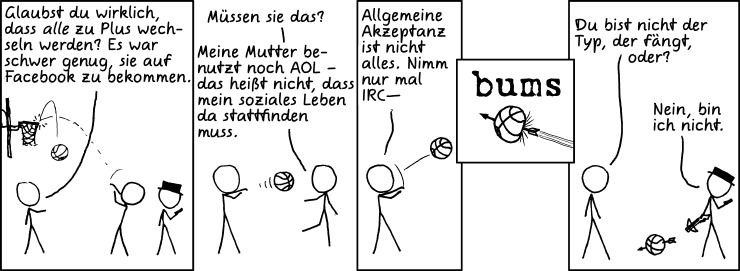 Glaubst du wirklich,
dass alle zu Plus wech-
seln werden? Es war
schwer genug, sie auf
Facebook zu bekommen.
Müssen sie das?
Meine Mutter be-
nutzt noch AOL –
das heißt nicht, dass
mein soziales Leben
da stattfinden
muss.
Allgemeine
Akzeptanz
ist nicht
alles. Nimm
nur mal
IRC—
bums
Du bist nicht der
Typ, der fängt,
oder?
Nein, bin
ich nicht.